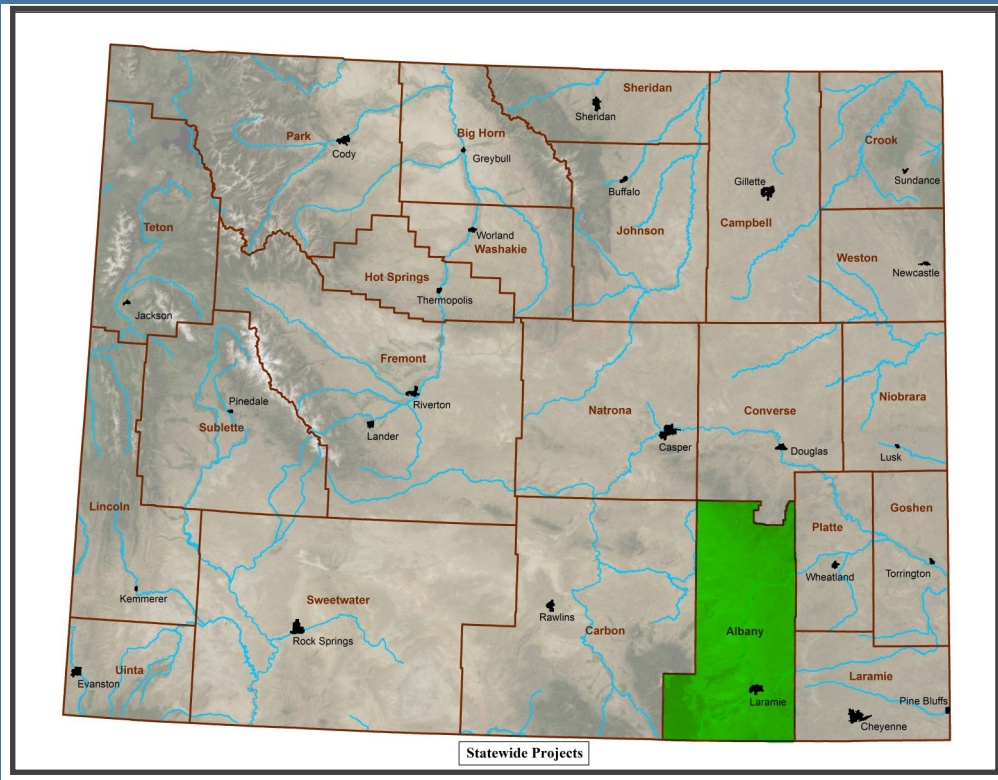 Sheridan
Sheridan
Park
Cody
Big Horn
Greybull
Crook
Sundance
Buffalo
Gillette
Johnson
Campbell
Teton
Worland
Washakie
Weston
Newcastle
Hot Springs
Thermopolis
Jackson
Fremont
Riverton
Pinedale
Sublette
Lander
Natrona
Casper
Converse
Douglas
Niobrara
Lusk
Lincoln
Platte
Goshen
Wheatland
Torrington
Kemmerer
Sweetwater
Rock Springs
Rawlins
Carbon
Albany
Laramie
Uinta
Evanston
Laramie
Pine Bluffs
Cheyenne
Statewide Projects